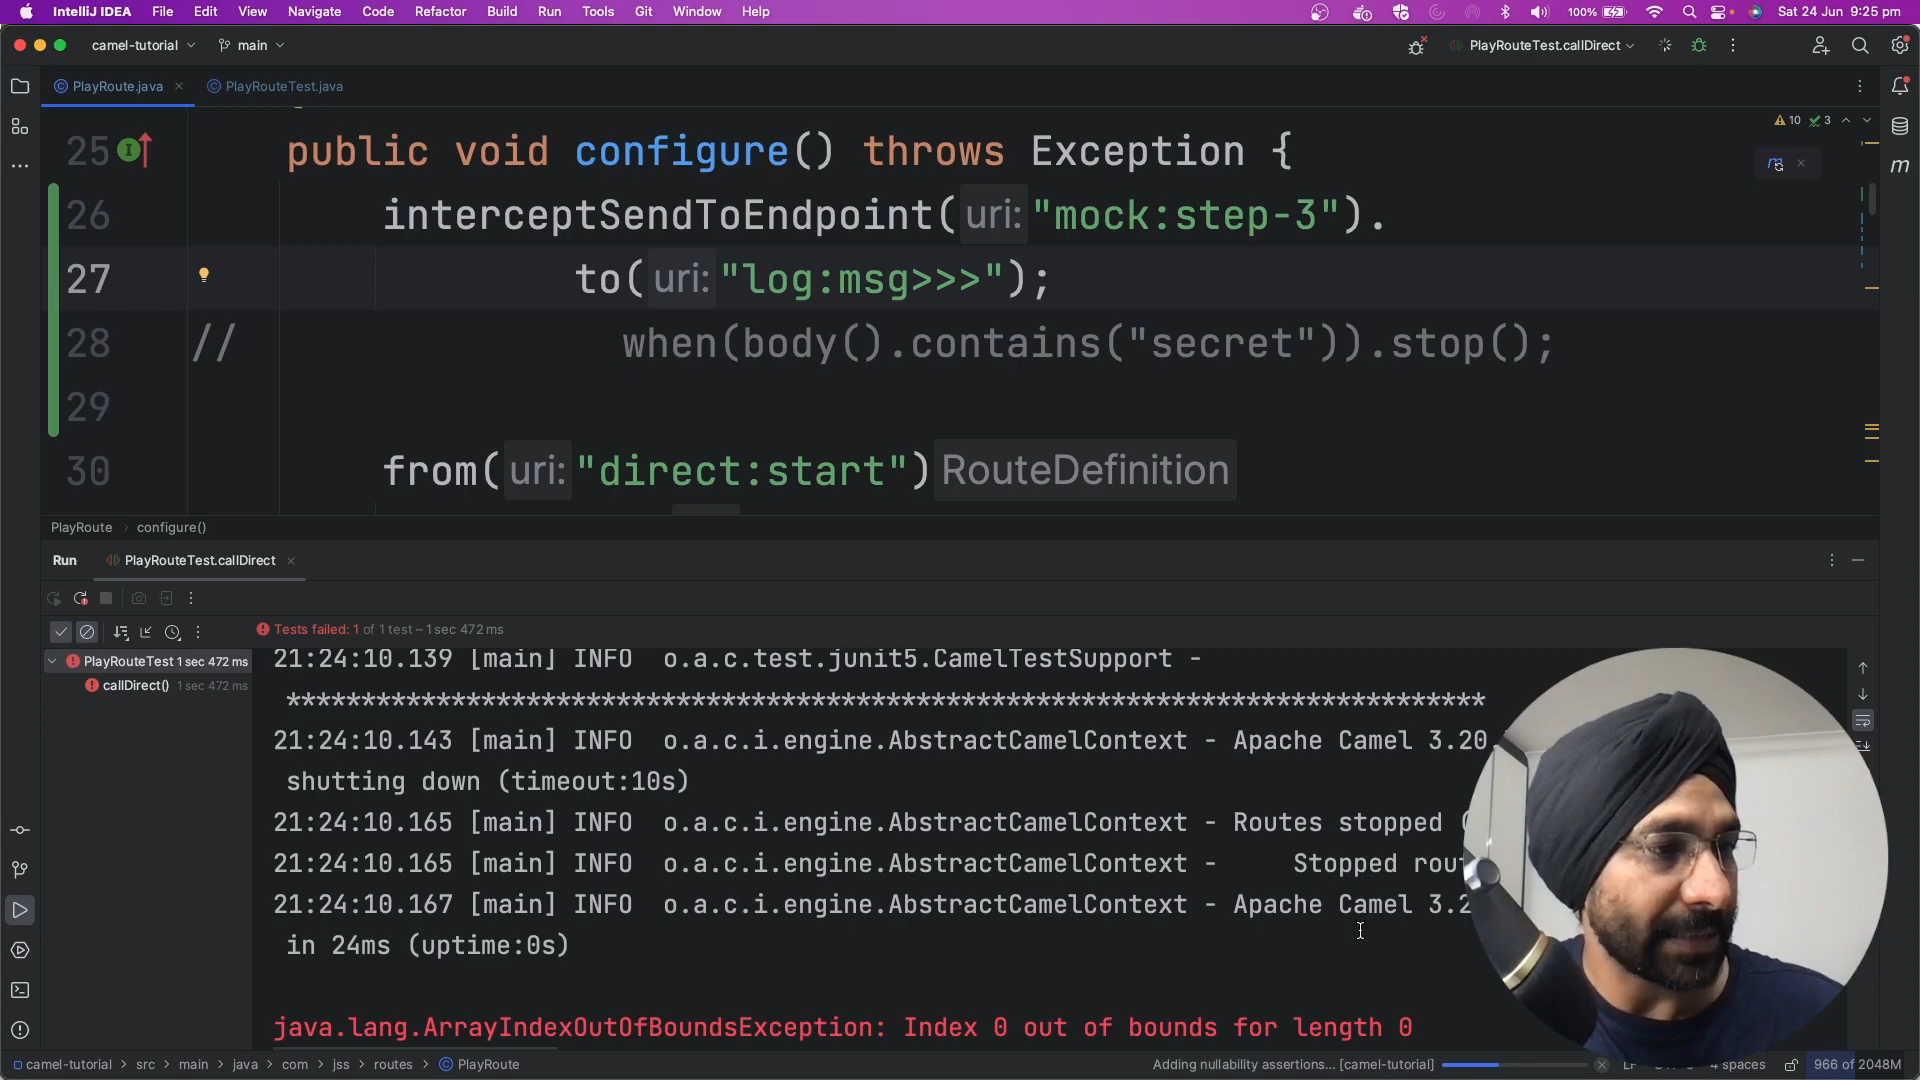 IntelliJ IDEA File Edit View Navigate Code Refactor Build Run Tools Git Window Help 100% Sat 24 Jun 9:25 pm
camel-tutorial main PlayRouteTest.callDirect
PlayRoute.java PlayRouteTest.java
10 3
25 public void configure() throws Exception {
26 interceptSendToEndpoint( uri: "mock:step-3").
27 to( uri: "log:msg>>>");
28 // when(body().contains("secret")).stop();
29
30 from( uri: "direct:start") RouteDefinition
PlayRoute configure()
Run PlayRouteTest.callDirect
Tests failed: 1 of 1 test – 1 sec 472 ms
PlayRouteTest 1 sec 472 ms
callDirect() 1 sec 472 ms
21:24:10.139 [main] INFO o.a.c.test.junit5.CamelTestSupport -
********************************************************************************
21:24:10.143 [main] INFO o.a.c.i.engine.AbstractCamelContext - Apache Camel 3.20
shutting down (timeout:10s)
21:24:10.165 [main] INFO o.a.c.i.engine.AbstractCamelContext - Routes stopped
21:24:10.165 [main] INFO o.a.c.i.engine.AbstractCamelContext - Stopped
21:24:10.167 [main] INFO o.a.c.i.engine.AbstractCamelContext - Apache Camel
in 24ms (uptime:0s)
java.lang.ArrayIndexOutOfBoundsException: Index 0 out of bounds for length 0
camel-tutorial src main java com jss routes PlayRoute Adding nullability assertions... [camel-tutorial] LF 4 spaces 966 of 2048M